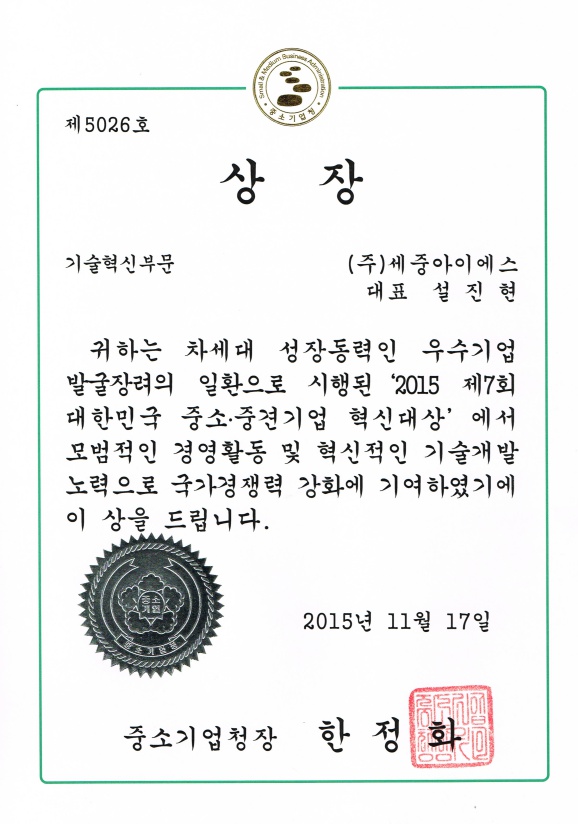 Small & Medium Business Administration
중소기업청
제5026호
상 장
기술혁신부문
(주)세중아이에스
대표 설진현
귀하는 차세대 성장동력인 우수기업
발굴장려의 일환으로 시행된 ‘2015 제7회
대한민국 중소·중견기업 혁신대상’ 에서
모범적인 경영활동 및 혁신적인 기술개발
노력으로 국가경쟁력 강화에 기여하였기에
이 상을 드립니다.
중소
기업
중소기업청
2015년 11월 17일
중소기업청장 한정화